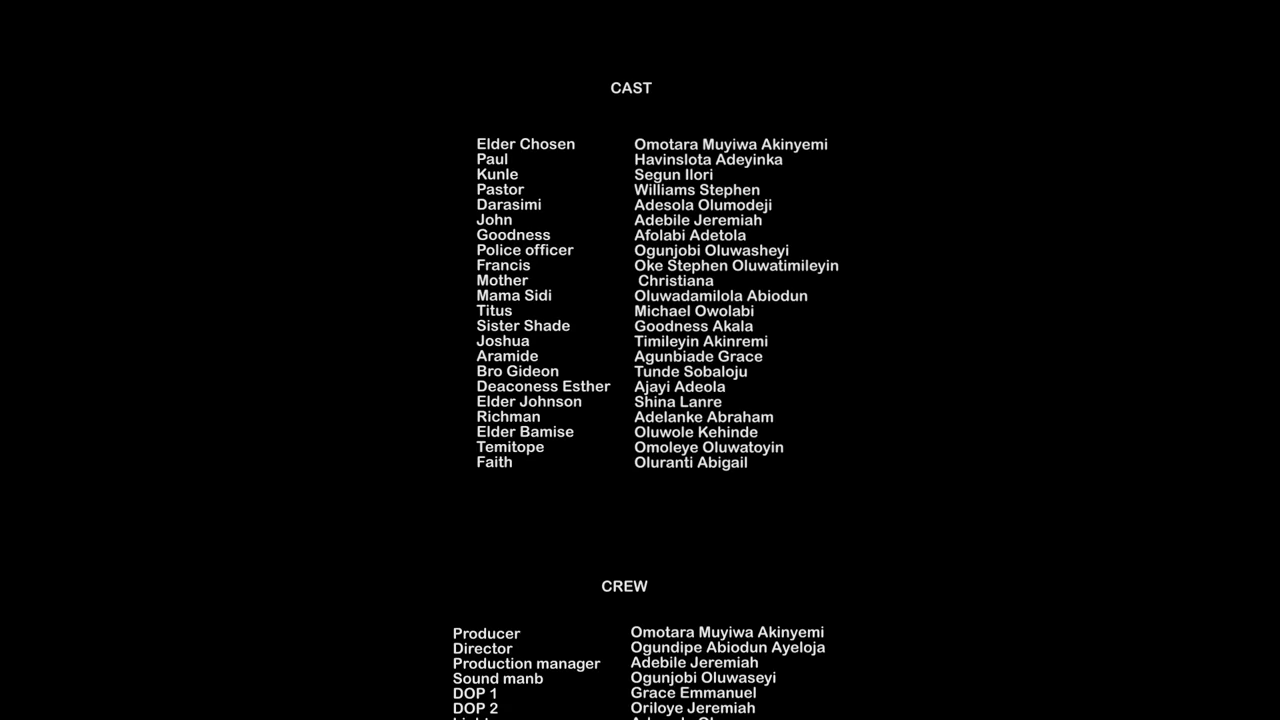 CAST
Elder Chosen Omotara Muyiwa Akinyemi
Paul Havinslota Adeyinka
Kunle Segun Ilori
Pastor Williams Stephen
Darasimi Adesola Olumodeji
John Adebile Jeremiah
Goodness Afolabi Adetola
Police officer Ogunjobi Oluwasheyi
Francis Oke Stephen Oluwatimileyin
Mother Christiana
Mama Sidi Oluwadamilola Abiodun
Titus Michael Owolabi
Sister Shade Goodness Akala
Joshua Timileyin Akinremi
Aramide Agunbiade Grace
Bro Gideon Tunde Sobaloju
Deaconess Esther Ajayi Adeola
Elder Johnson Shina Lanre
Richman Adelanke Abraham
Elder Bamise Oluwole Kehinde
Temitope Omoleye Oluwatoyin
Faith Oluranti Abigail
CREW
Producer Omotara Muyiwa Akinyemi
Director Ogundipe Abiodun Ayeloja
Production manager Adebile Jeremiah
Sound manb Ogunjobi Oluwaseyi
DOP 1 Grace Emmanuel
DOP 2 Oriloye Jeremiah